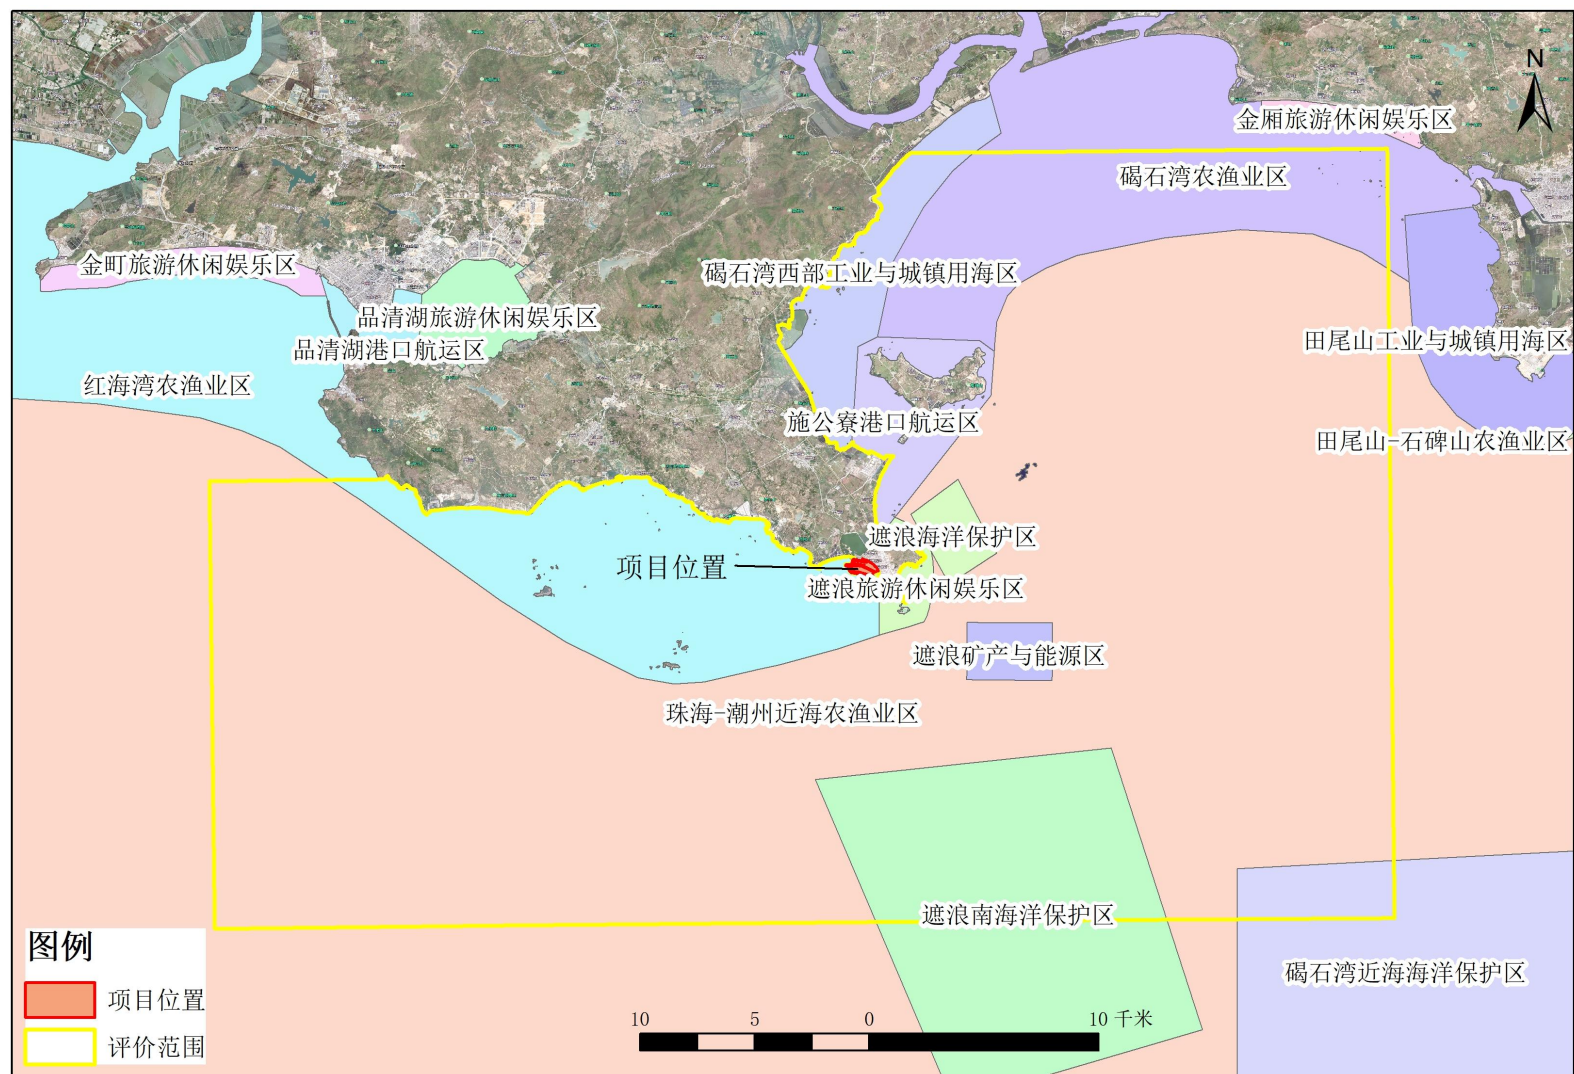 N
金厢旅游休闲娱乐区
碣石湾农渔业区
金町旅游休闲娱乐区
碣石湾西部工业与城镇用海区
品清湖旅游休闲娱乐区
田尾山工业与城镇用海区
品清湖港口航运区
红海湾农渔业区
施公寮港口航运区
田尾山-石碑山农渔业区
遮浪海洋保护区
项目位置
遮浪旅游休闲娱乐区
遮浪矿产与能源区
珠海-潮州近海农渔业区
遮浪南海洋保护区
碣石湾近海海洋保护区
图例
项目位置
评价范围
10 5 0 10 千米